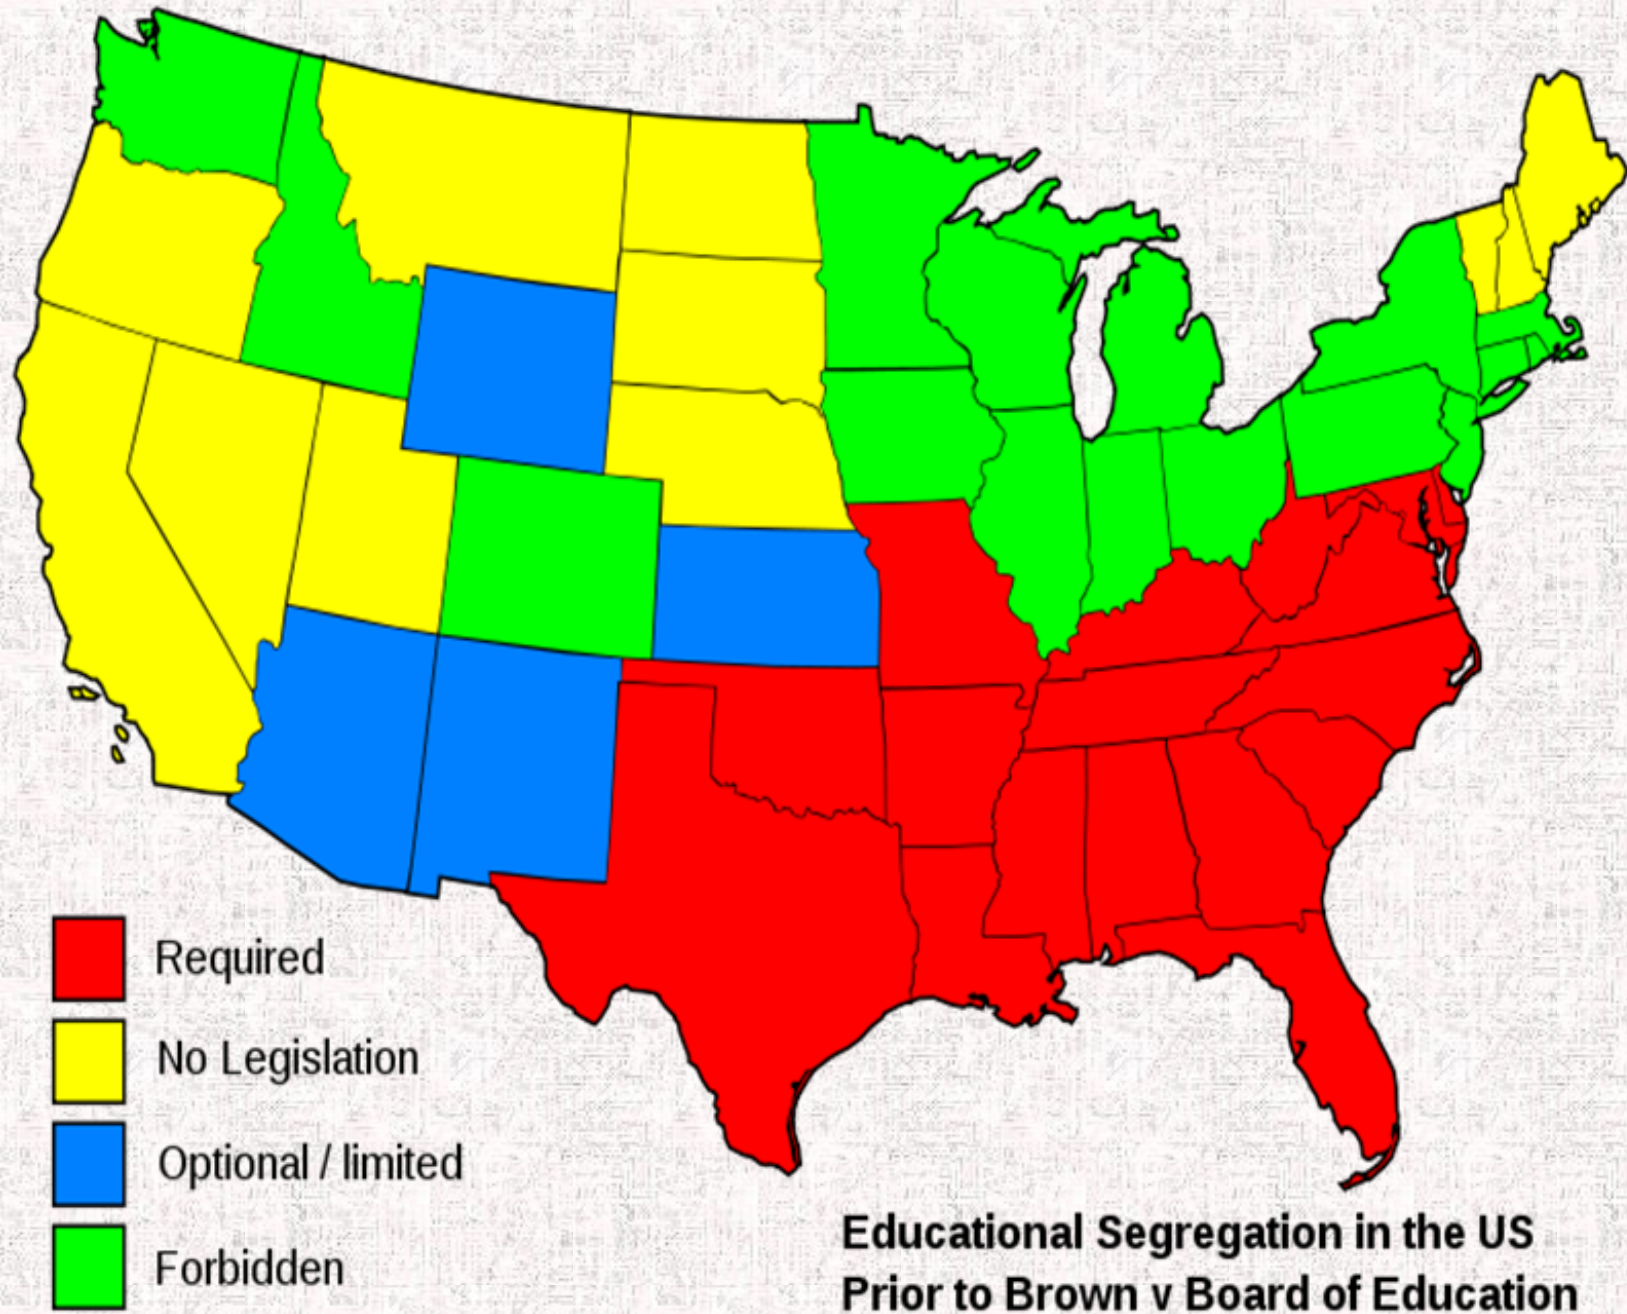 Required
No Legislation
Optional / limited
Forbidden
Educational Segregation in the US
Prior to Brown v Board of Education